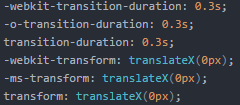 -webkit-transition-duration: 0.3s;
-o-transition-duration: 0.3s;
transition-duration: 0.3s;
-webkit-transform: translateX(0px);
-ms-transform: translateX(0px);
transform: translateX(0px);